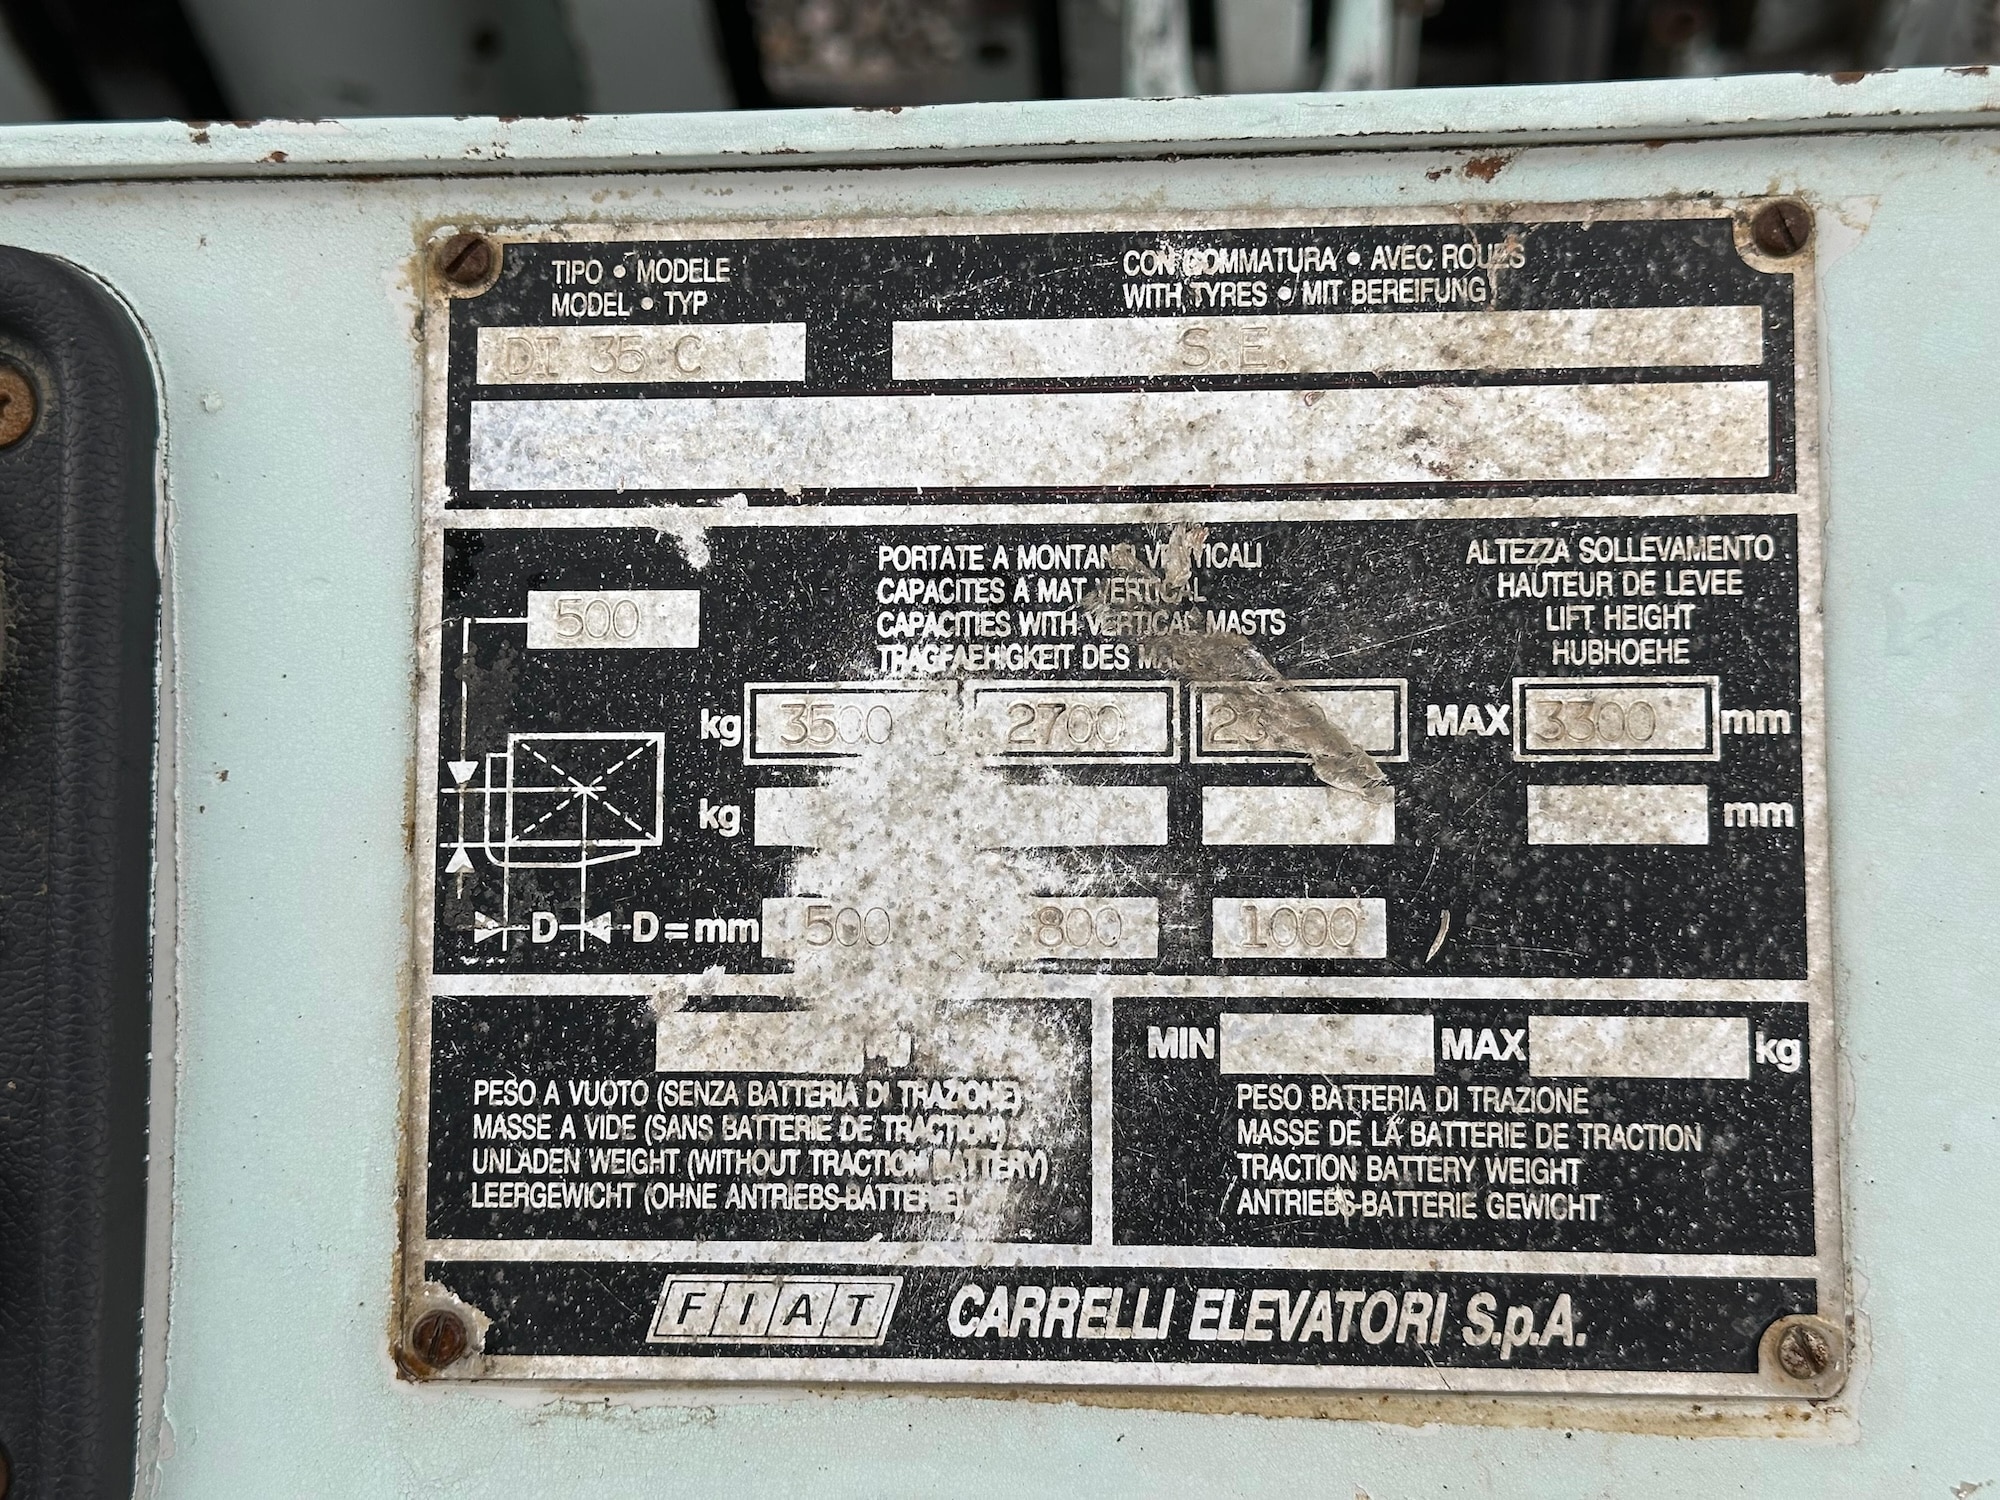 TIPO • MODELE
MODEL • TYP
CON GOMMATURA • AVEC ROUES
WITH TYRES • MIT BEREIFUNG
DI 35 C
S.E.
PORTATE A MONTANTI VERTICALI
CAPACITES A MAT VERTICAL
CAPACITIES WITH VERTICAL MASTS
TRAGFAEHIGKEIT DES
ALTEZZA SOLLEVAMENTO
HAUTEUR DE LEVEE
LIFT HEIGHT
HUBHOEHE
500
kg 3500 2700 MAX 3300 mm
kg mm
D D=mm 500 800 1000
kg
PESO A VUOTO (SENZA BATTERIA DI TRAZIONE)
MASSE A VIDE (SANS BATTERIE DE TRACTION)
UNLADEN WEIGHT (WITHOUT TRACTION BATTERY)
LEERGEWICHT (OHNE ANTRIEBS-BATTERIE)
MIN MAX kg
PESO BATTERIA DI TRAZIONE
MASSE DE LA BATTERIE DE TRACTION
TRACTION BATTERY WEIGHT
ANTRIEBS-BATTERIE GEWICHT
FIAT CARRELLI ELEVATORI S.p.A.